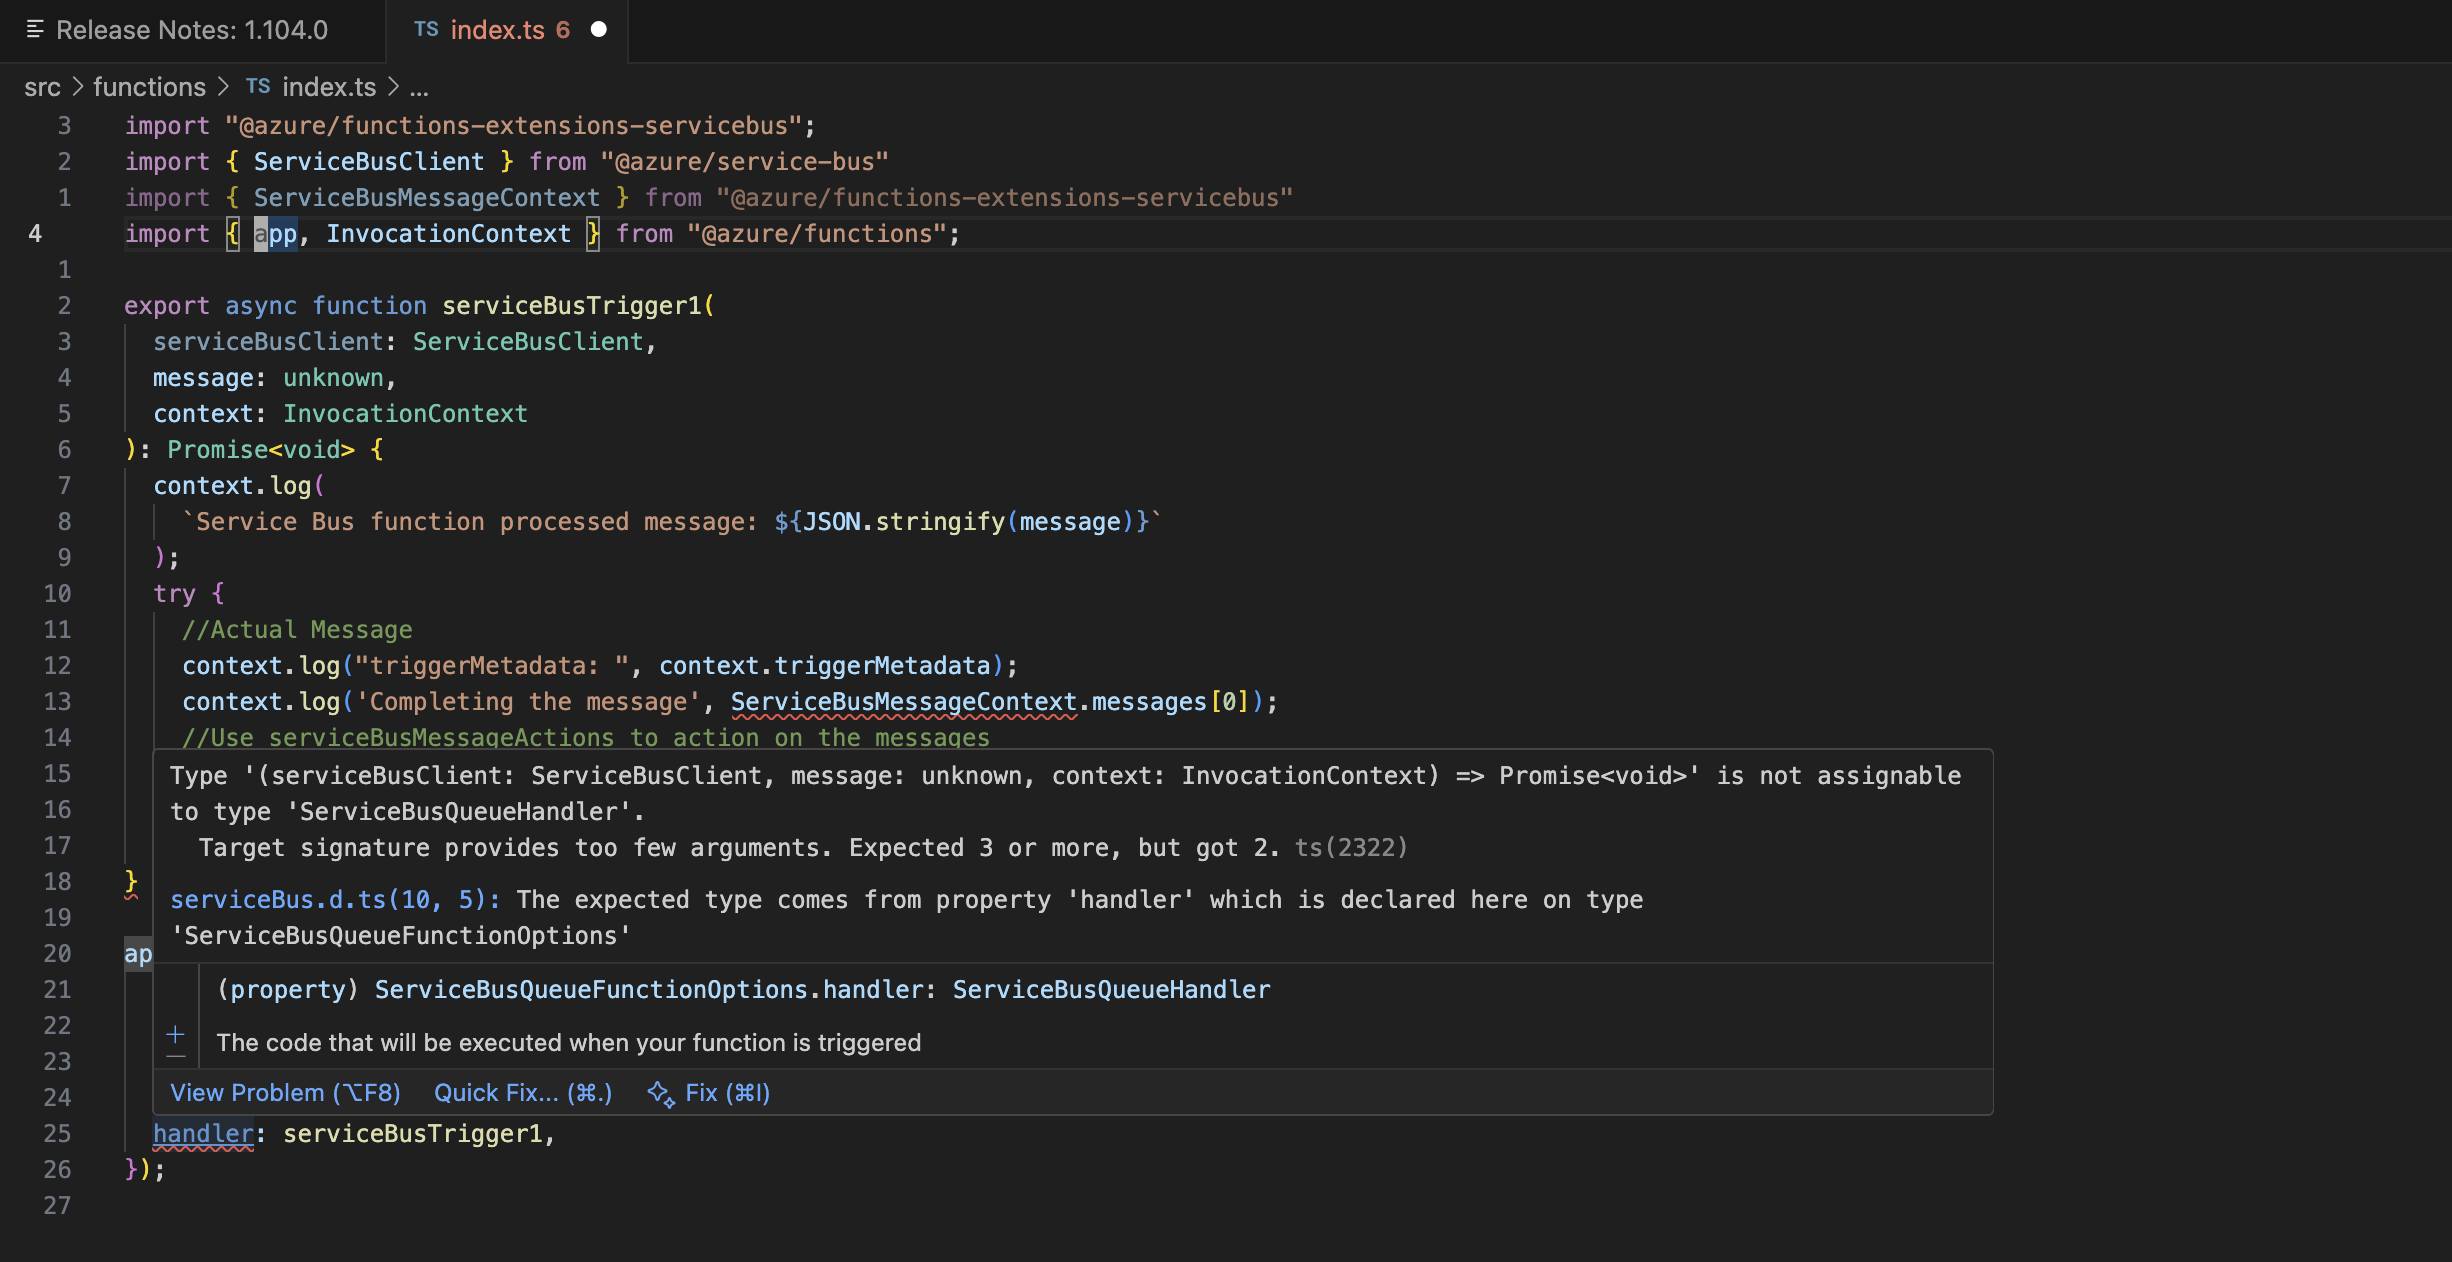 Release Notes: 1.104.0
TS index.ts 6
src > functions > TS index.ts > ...
3 import "@azure/functions-extensions-servicebus";
2 import { ServiceBusClient } from "@azure/service-bus"
1 import { ServiceBusMessageContext } from "@azure/functions-extensions-servicebus"
4 import { app, InvocationContext } from "@azure/functions";
1
2 export async function serviceBusTrigger1(
3 serviceBusClient: ServiceBusClient,
4 message: unknown,
5 context: InvocationContext
6 ): Promise<void> {
7 context.log(
8 `Service Bus function processed message: ${JSON.stringify(message)}`
9 );
10 try {
11 //Actual Message
12 context.log("triggerMetadata: ", context.triggerMetadata);
13 context.log('Completing the message', ServiceBusMessageContext.messages[0]);
14 //Use serviceBusMessageActions to action on the messages
15 Type '(serviceBusClient: ServiceBusClient, message: unknown, context: InvocationContext) => Promise<void>' is not assignable
16 to type 'ServiceBusQueueHandler'.
17 Target signature provides too few arguments. Expected 3 or more, but got 2. ts(2322)
18 }
serviceBus.d.ts(10, 5): The expected type comes from property 'handler' which is declared here on type
19
'ServiceBusQueueFunctionOptions'
20 ap
21 (property) ServiceBusQueueFunctionOptions.handler: ServiceBusQueueHandler
22
23 The code that will be executed when your function is triggered
24 View Problem (⌥F8) Quick Fix... (⌘.) Fix (⌘I)
25 handler: serviceBusTrigger1,
26 });
27